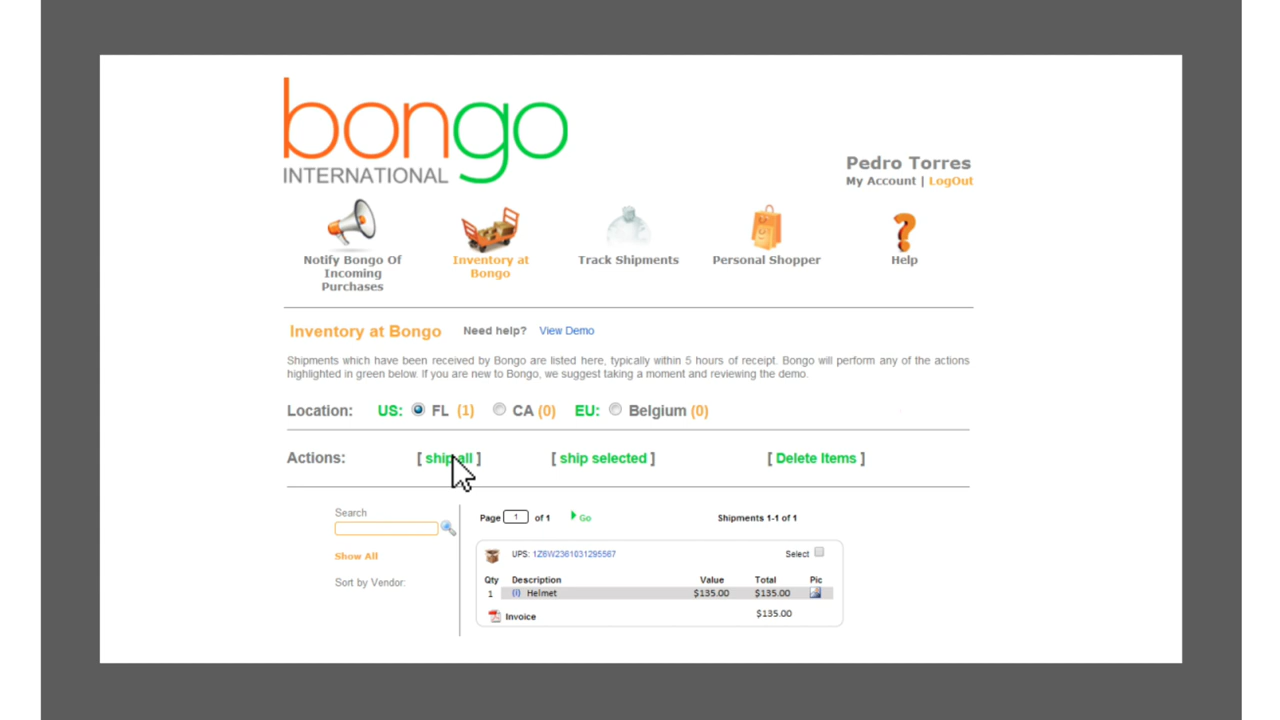 bongo
INTERNATIONAL
Pedro Torres
My Account | LogOut
Notify Bongo Of
Incoming
Purchases
Inventory at
Bongo
Track Shipments
Personal Shopper
Help
Inventory at Bongo Need help? View Demo
Shipments which have been received by Bongo are listed here, typically within 5 hours of receipt. Bongo will perform any of the actions
highlighted in green below. If you are new to Bongo, we suggest taking a moment and reviewing the demo.
Location: US: FL (1) CA (0) EU: Belgium (0)
Actions: [ ship all ] [ ship selected ] [ Delete Items ]
Search
Show All
Sort by Vendor:
Page 1 of 1 Go Shipments 1-1 of 1
UPS: 1Z6W2361031295567 Select
Qty Description Value Total Pic
1 (i) Helmet $135.00 $135.00
Invoice $135.00